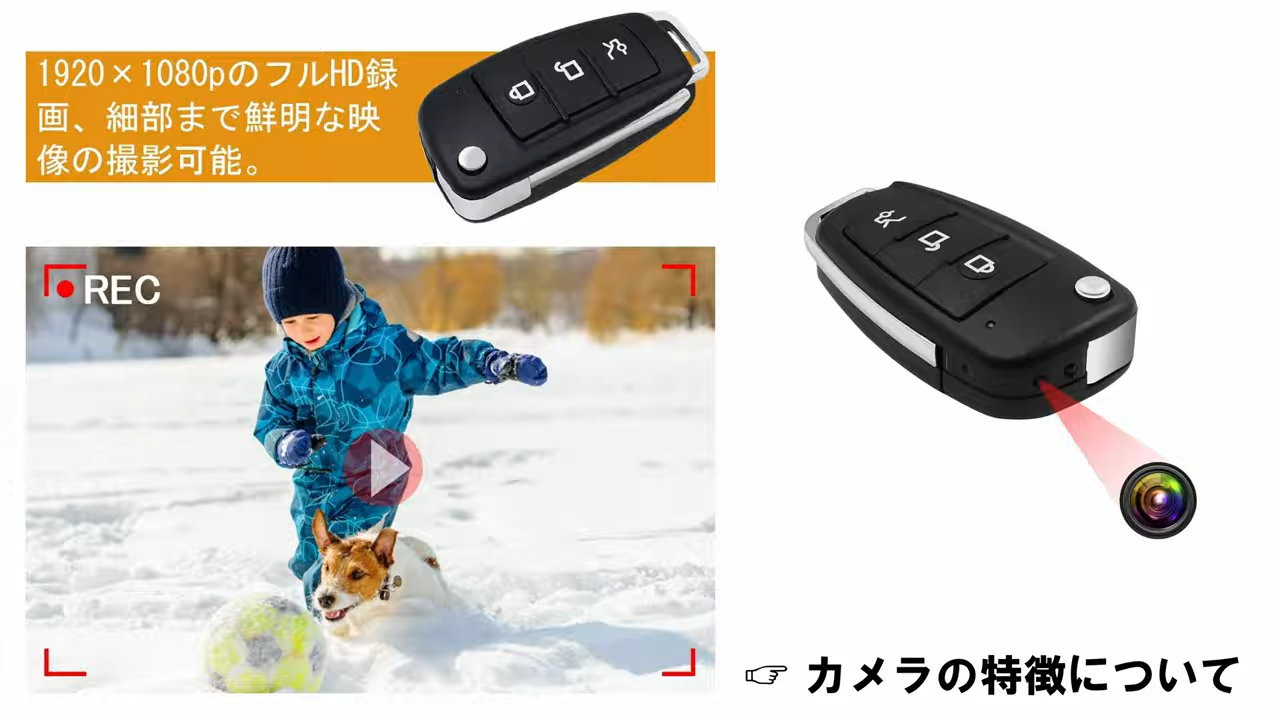 1920×1080pのフルHD録
画、細部まで鮮明な映
像の撮影可能。
REC
☞ カメラの特徴について